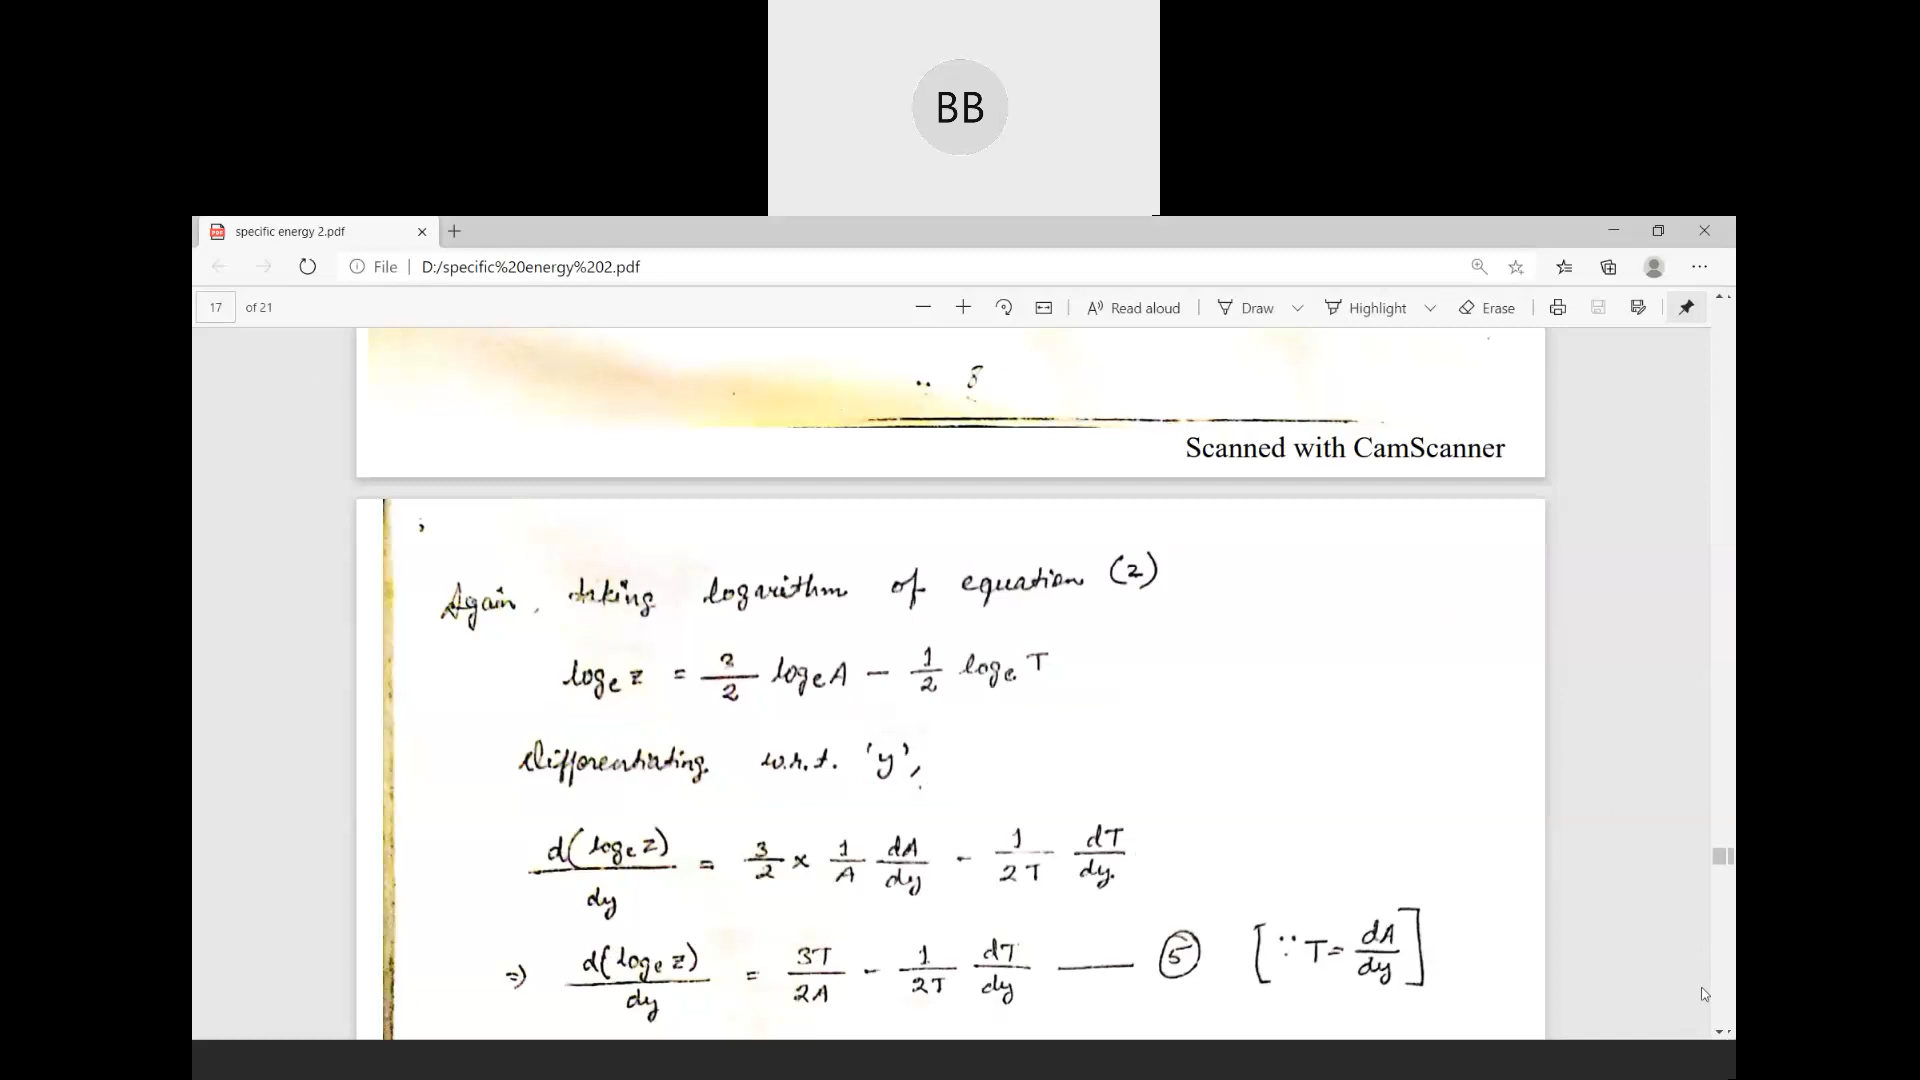 BB
specific energy 2.pdf
File | D:/specific%20energy%202.pdf
17 of 21 Read aloud Draw Highlight Erase
.. 8
Scanned with CamScanner
Again, taking logarithm of equation (2)
logₑ z = 3/2 logₑ A - 1/2 logₑ T
Differentiating w.r.t. 'y',
d(logₑ z)/dy = 3/2 × 1/A dA/dy - 1/2T dT/dy.
⇒ d(logₑ z)/dy = 3T/2A - 1/2T dT/dy —— ⑤ [∵ T = dA/dy]